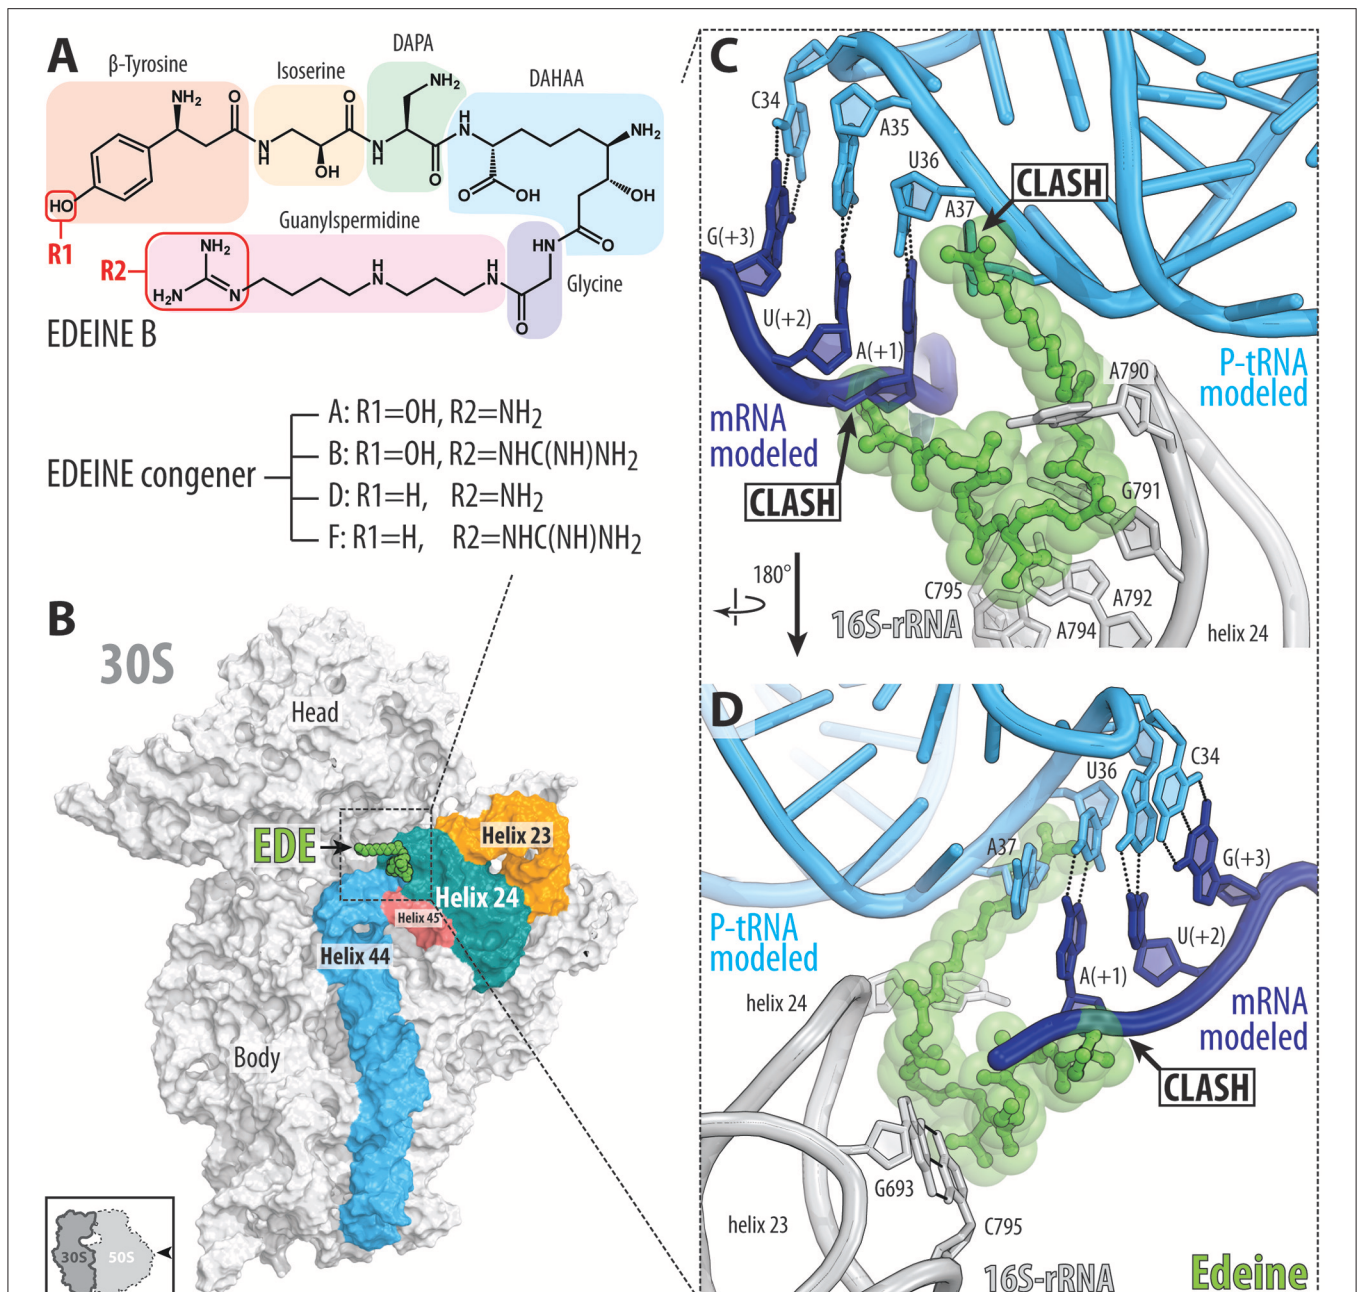 A
β-Tyrosine
Isoserine
DAPA
DAHAA
NH2
O
O
NH2
H
N
NH2
N
H
OH
N
H
O
O
OH
OH
HO
R1
Guanylspermidine
O
HN
Glycine
R2
NH2
H2N
N
H
N
N
H
O
EDEINE B
EDEINE congener
A: R1=OH, R2=NH2
B: R1=OH, R2=NHC(NH)NH2
D: R1=H, R2=NH2
F: R1=H, R2=NHC(NH)NH2
B
30S
Head
EDE
Helix 23
Helix 24
Helix 45
Helix 44
Body
30S
50S
C
C34
A35
U36
CLASH
A37
G(+3)
U(+2)
A(+1)
P-tRNA
modeled
A790
mRNA
modeled
CLASH
G791
180°
C795
A792
16S-rRNA
A794
helix 24
D
U36
C34
A37
G(+3)
P-tRNA
modeled
U(+2)
A(+1)
helix 24
mRNA
modeled
CLASH
G693
helix 23
C795
16S-rRNA
Edeine